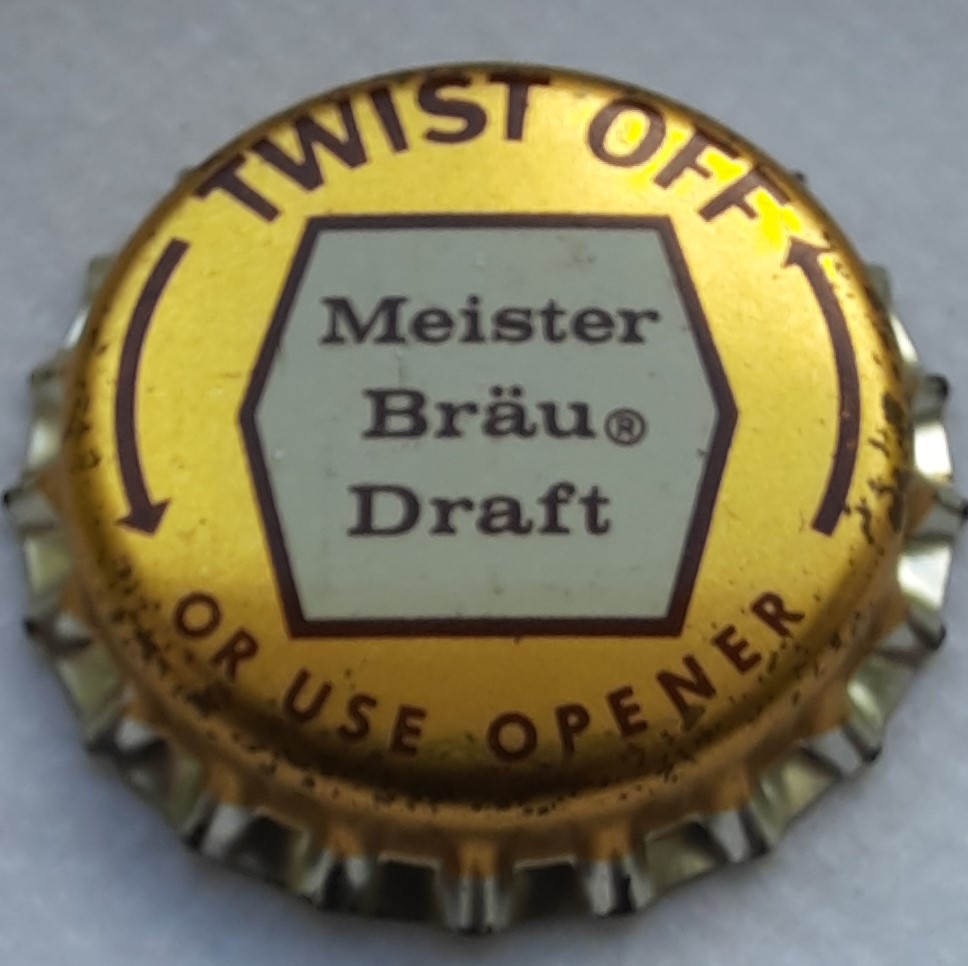 TWIST OFF
Meister
Bräu®
Draft
OR USE OPENER